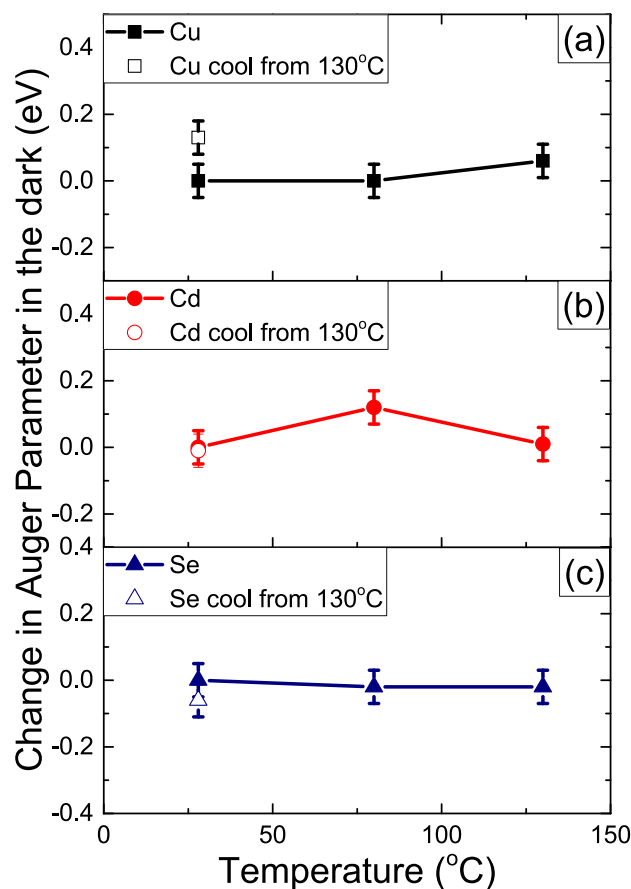 Change in Auger Parameter in the dark (eV)
0.4
0.2
0.0
-0.2
Cu
Cu cool from 130°C
(a)
0.4
0.2
0.0
-0.2
Cd
Cd cool from 130°C
(b)
0.4
0.2
0.0
-0.2
-0.4
Se
Se cool from 130°C
(c)
0 50 100 150
Temperature (°C)